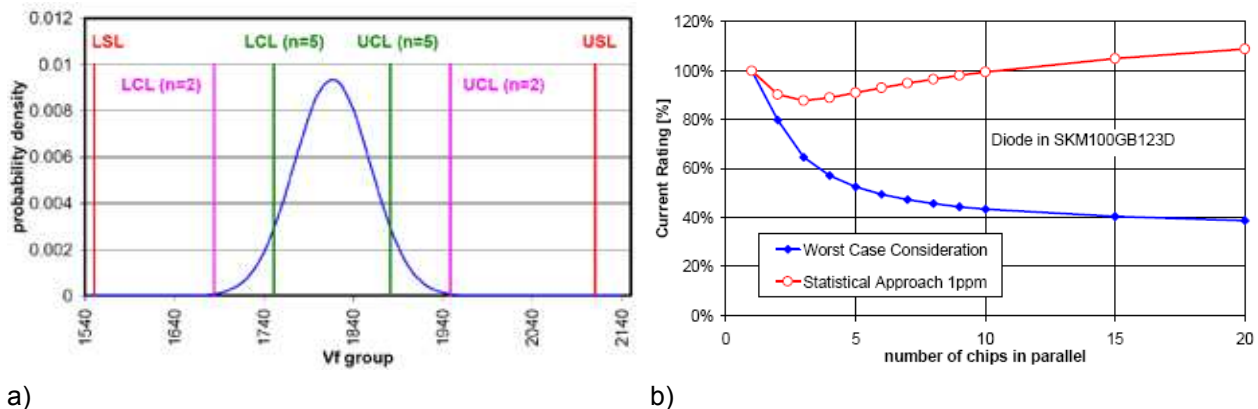 0.012
0.01
0.008
0.006
0.004
0.002
0
probability density
LSL
LCL (n=5)
UCL (n=5)
USL
LCL (n=2)
UCL (n=2)
1540
1640
1740
1840
1940
2040
2140
Vf group
a)
120%
100%
80%
60%
40%
20%
0%
Current Rating [%]
Diode in SKM100GB123D
Worst Case Consideration
Statistical Approach 1ppm
0
5
10
15
20
number of chips in parallel
b)